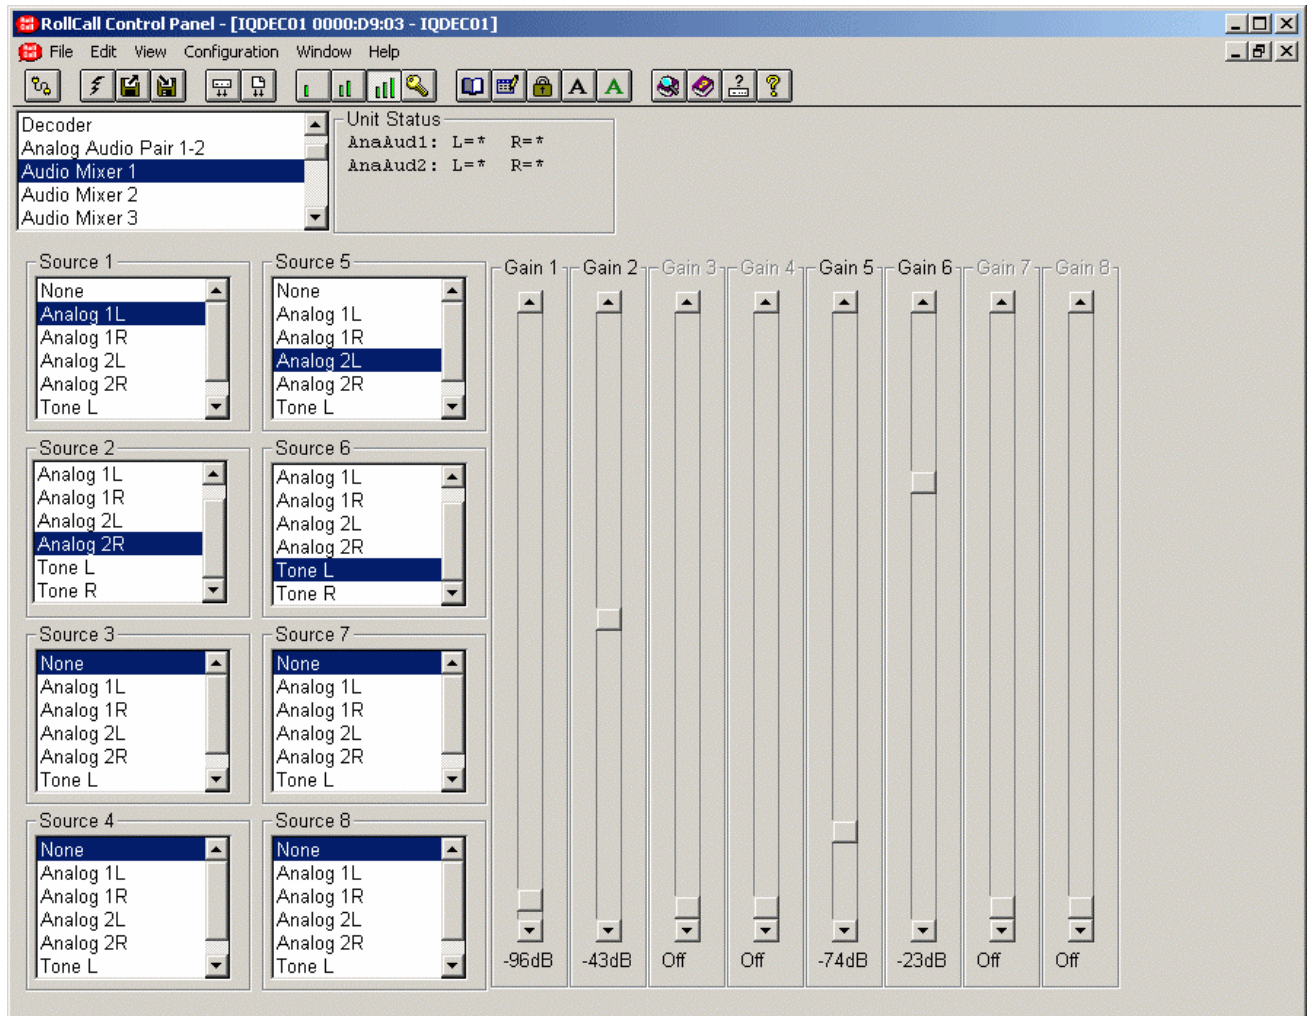 RollCall Control Panel - [IQDEC01 0000:D9:03 - IQDEC01]
File Edit View Configuration Window Help
A A
Decoder
Analog Audio Pair 1-2
Audio Mixer 1
Audio Mixer 2
Audio Mixer 3
Unit Status
AnaAud1: L=* R=*
AnaAud2: L=* R=*
Source 1
None
Analog 1L
Analog 1R
Analog 2L
Analog 2R
Tone L
Source 2
Analog 1L
Analog 1R
Analog 2L
Analog 2R
Tone L
Tone R
Source 3
None
Analog 1L
Analog 1R
Analog 2L
Analog 2R
Tone L
Source 4
None
Analog 1L
Analog 1R
Analog 2L
Analog 2R
Tone L
Source 5
None
Analog 1L
Analog 1R
Analog 2L
Analog 2R
Tone L
Source 6
Analog 1L
Analog 1R
Analog 2L
Analog 2R
Tone L
Tone R
Source 7
None
Analog 1L
Analog 1R
Analog 2L
Analog 2R
Tone L
Source 8
None
Analog 1L
Analog 1R
Analog 2L
Analog 2R
Tone L
Gain 1 Gain 2 Gain 3 Gain 4 Gain 5 Gain 6 Gain 7 Gain 8
-96dB -43dB Off Off -74dB -23dB Off Off